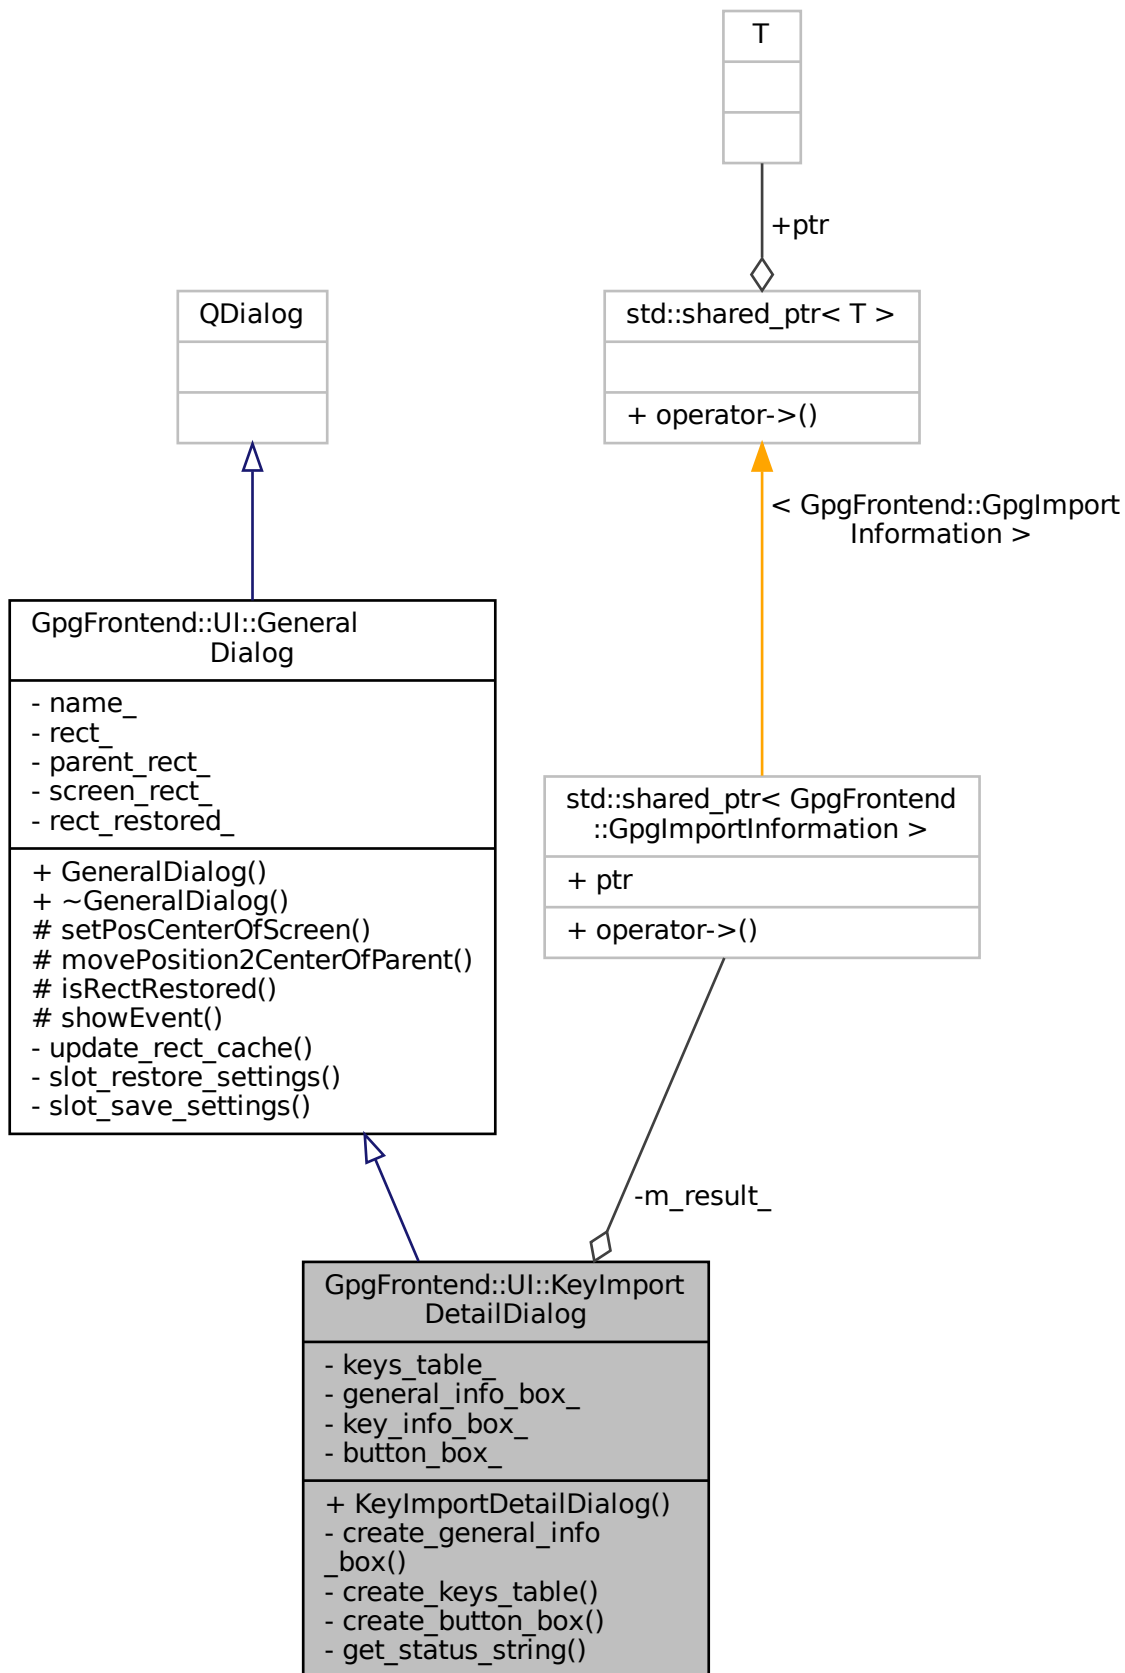 T
+ptr
QDialog
std::shared_ptr< T >
+ operator->()
< GpgFrontend::GpgImport
Information >
GpgFrontend::UI::General
Dialog
- name_
- rect_
- parent_rect_
- screen_rect_
- rect_restored_
+ GeneralDialog()
+ ~GeneralDialog()
# setPosCenterOfScreen()
# movePosition2CenterOfParent()
# isRectRestored()
# showEvent()
- update_rect_cache()
- slot_restore_settings()
- slot_save_settings()
std::shared_ptr< GpgFrontend
::GpgImportInformation >
+ ptr
+ operator->()
-m_result_
GpgFrontend::UI::KeyImport
DetailDialog
- keys_table_
- general_info_box_
- key_info_box_
- button_box_
+ KeyImportDetailDialog()
- create_general_info
_box()
- create_keys_table()
- create_button_box()
- get_status_string()